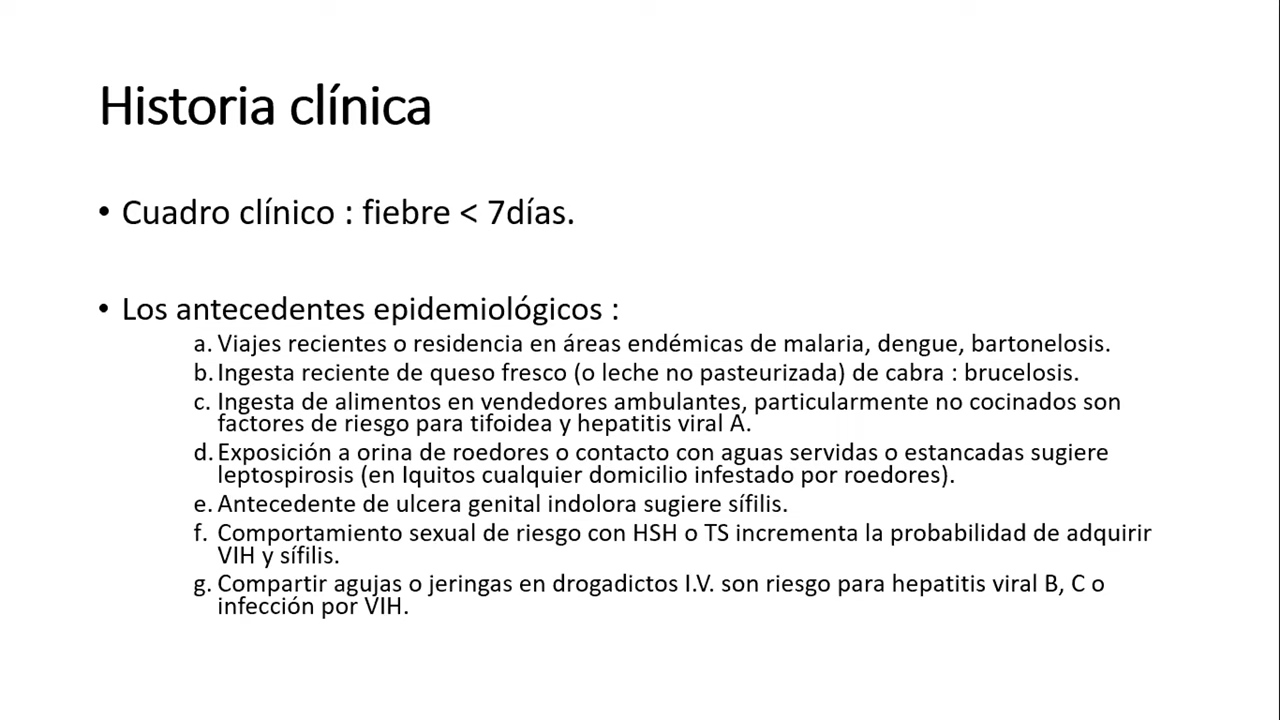 Historia clínica
• Cuadro clínico : fiebre < 7días.
• Los antecedentes epidemiológicos :
a. Viajes recientes o residencia en áreas endémicas de malaria, dengue, bartonelosis.
b. Ingesta reciente de queso fresco (o leche no pasteurizada) de cabra : brucelosis.
c. Ingesta de alimentos en vendedores ambulantes, particularmente no cocinados son
factores de riesgo para tifoidea y hepatitis viral A.
d. Exposición a orina de roedores o contacto con aguas servidas o estancadas sugiere
leptospirosis (en Iquitos cualquier domicilio infestado por roedores).
e. Antecedente de ulcera genital indolora sugiere sífilis.
f. Comportamiento sexual de riesgo con HSH o TS incrementa la probabilidad de adquirir
VIH y sífilis.
g. Compartir agujas o jeringas en drogadictos I.V. son riesgo para hepatitis viral B, C o
infección por VIH.